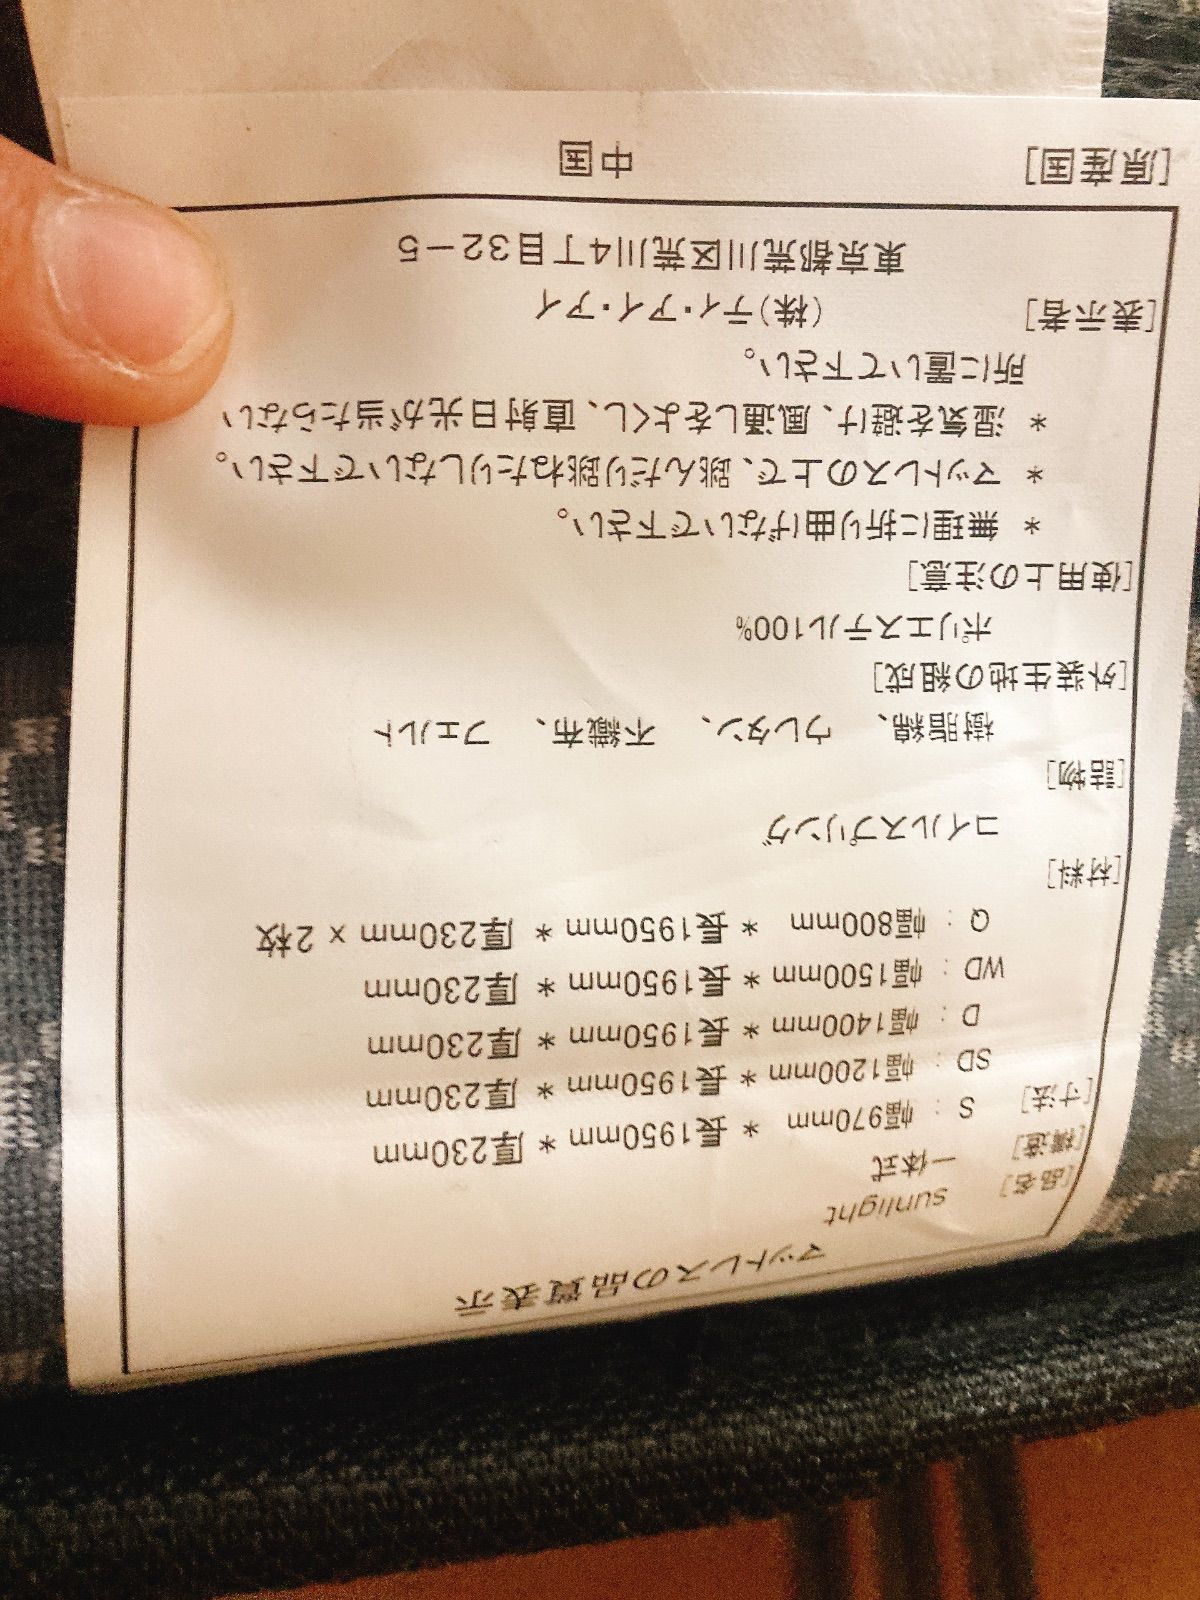 マットレスの品質表示
[品名] sunlight
[構造] 一体式
[寸法] S : 幅970mm * 長1950mm * 厚230mm
SD : 幅1200mm * 長1950mm * 厚230mm
D : 幅1400mm * 長1950mm * 厚230mm
WD : 幅1500mm * 長1950mm * 厚230mm
Q : 幅800mm * 長1950mm * 厚230mm × 2枚
[材料]
コイルスプリング
[詰物]
樹脂綿、 ウレタン、 不織布、 フェルト
[外装生地の組成]
ポリエステル100%
[使用上の注意]
* 無理に折り曲げないで下さい。
* マットレスの上で、跳んだり跳ねたりしないで下さい。
* 湿気を避け、風通しをよくし、直射日光が当たらない
所に置いて下さい。
[表示者] (株)ティ・アイ・アイ
東京都荒川区荒川4丁目32−5
[原産国] 中国